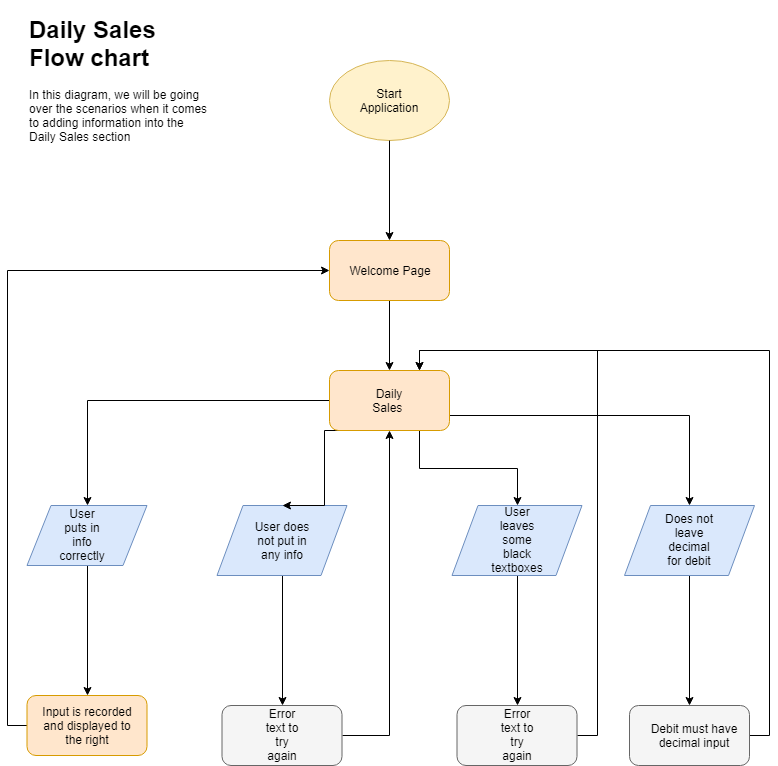 Daily Sales
Flow chart
In this diagram, we will be going
over the scenarios when it comes
to adding information into the
Daily Sales section
Start
Application
Welcome Page
Daily
Sales
User
puts in
info
correctly
User does
not put in
any info
User
leaves
some
black
textboxes
Does not
leave
decimal
for debit
Input is recorded
and displayed to
the right
Error
text to
try
again
Error
text to
try
again
Debit must have
decimal input